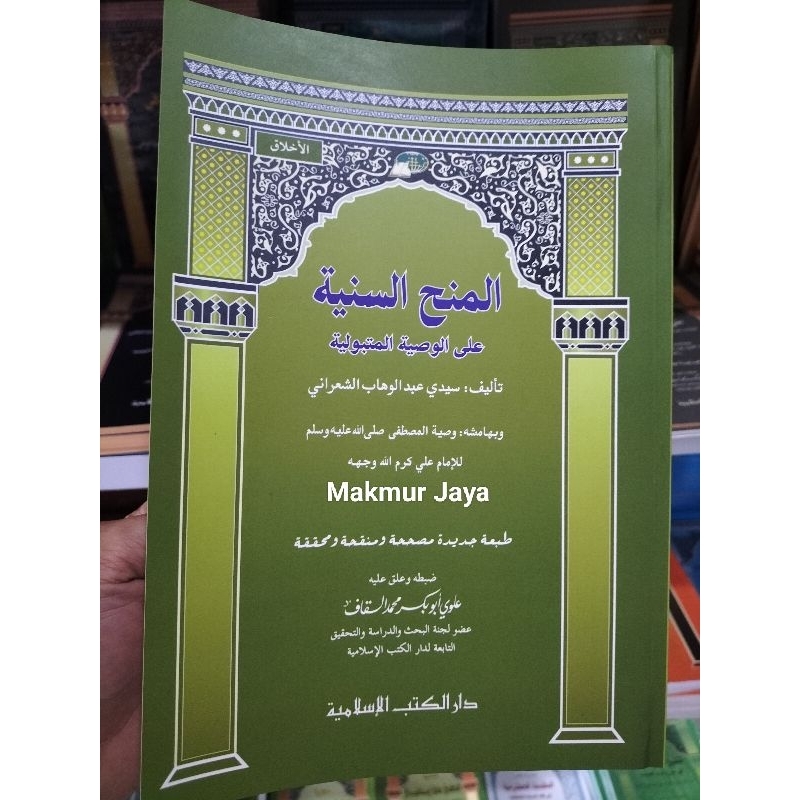 الأخلاق
المنح السنية
على الوصية المتبولية
تأليف: سيدي عبد الوهاب الشعراني
وبهامشه: وصية المصطفى صلى الله عليه وسلم
للإمام علي كرم الله وجهه
Makmur Jaya
طبعة جديدة مصححة ومنقحة ومحققة
ضبطه وعلق عليه
علوي أبو بكر محمد السقاف
عضو لجنة البحث والدراسة والتحقيق
التابعة لدار الكتب الإسلامية
دار الكتب الإسلامية